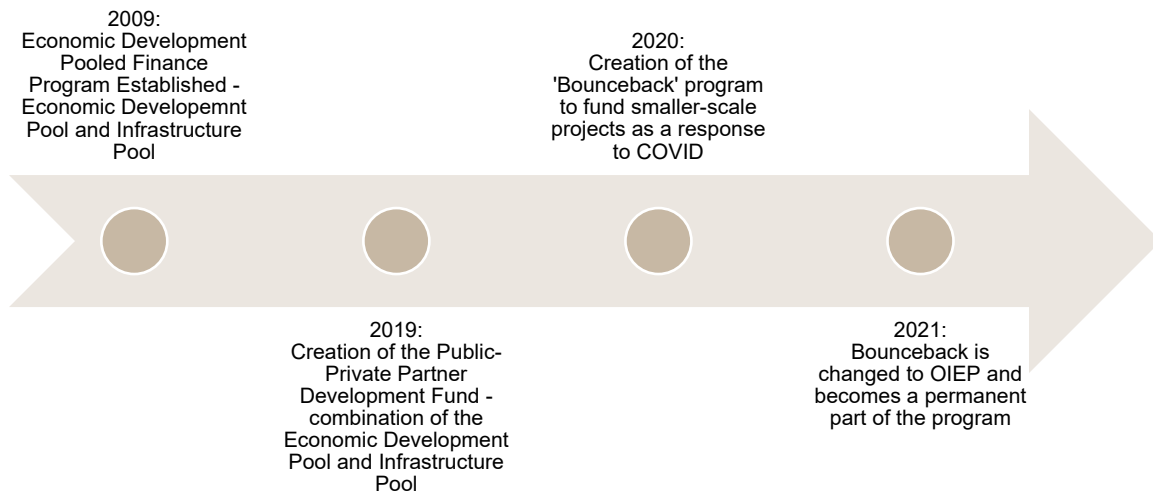 2009:
Economic Development
Pooled Finance
Program Established -
Economic Developemnt
Pool and Infrastructure
Pool
2019:
Creation of the Public-
Private Partner
Development Fund -
combination of the
Economic Development
Pool and Infrastructure
Pool
2020:
Creation of the
'Bounceback' program
to fund smaller-scale
projects as a response
to COVID
2021:
Bounceback is
changed to OIEP and
becomes a permanent
part of the program